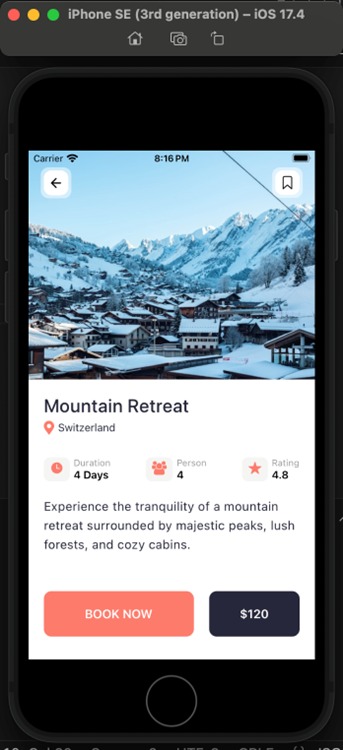 iPhone SE (3rd generation) – iOS 17.4
Carrier 8:16 PM
Mountain Retreat
Switzerland
Duration Person Rating
4 Days 4 4.8
Experience the tranquility of a mountain
retreat surrounded by majestic peaks, lush
forests, and cozy cabins.
BOOK NOW $120